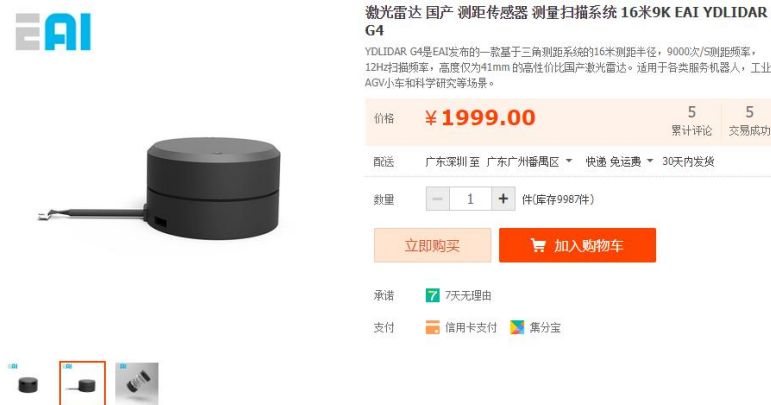 EAI
激光雷达 国产 测距传感器 测量扫描系统 16米9K EAI YDLIDAR
G4
YDLIDAR G4是EAI发布的一款基于三角测距系统的16米测距半径，9000次/S测距频率，
12Hz扫描频率，高度仅为41mm 的高性价比国产激光雷达。适用于各类服务机器人，工业
AGV小车和科学研究等场景。
价格 ￥1999.00 5 5
累计评论 交易成功
配送 广东深圳 至 广东广州番禺区 快递 免运费 30天内发货
数量 − 1 + 件(库存9987件)
立即购买 加入购物车
承诺 7 7天无理由
支付 信用卡支付 集分宝
EAI EAI EAI